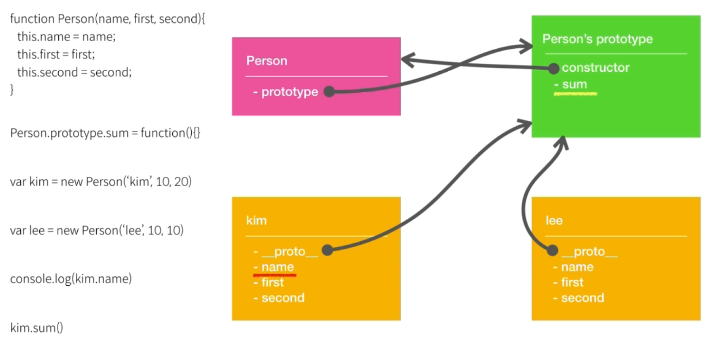 function Person(name, first, second){
this.name = name;
this.first = first;
this.second = second;
}
Person.prototype.sum = function(){}
var kim = new Person(‘kim’, 10, 20)
var lee = new Person(‘lee’, 10, 10)
console.log(kim.name)
kim.sum()
Person
- prototype
Person's prototype
constructor
- sum
kim
- __proto__
- name
- first
- second
lee
- __proto__
- name
- first
- second